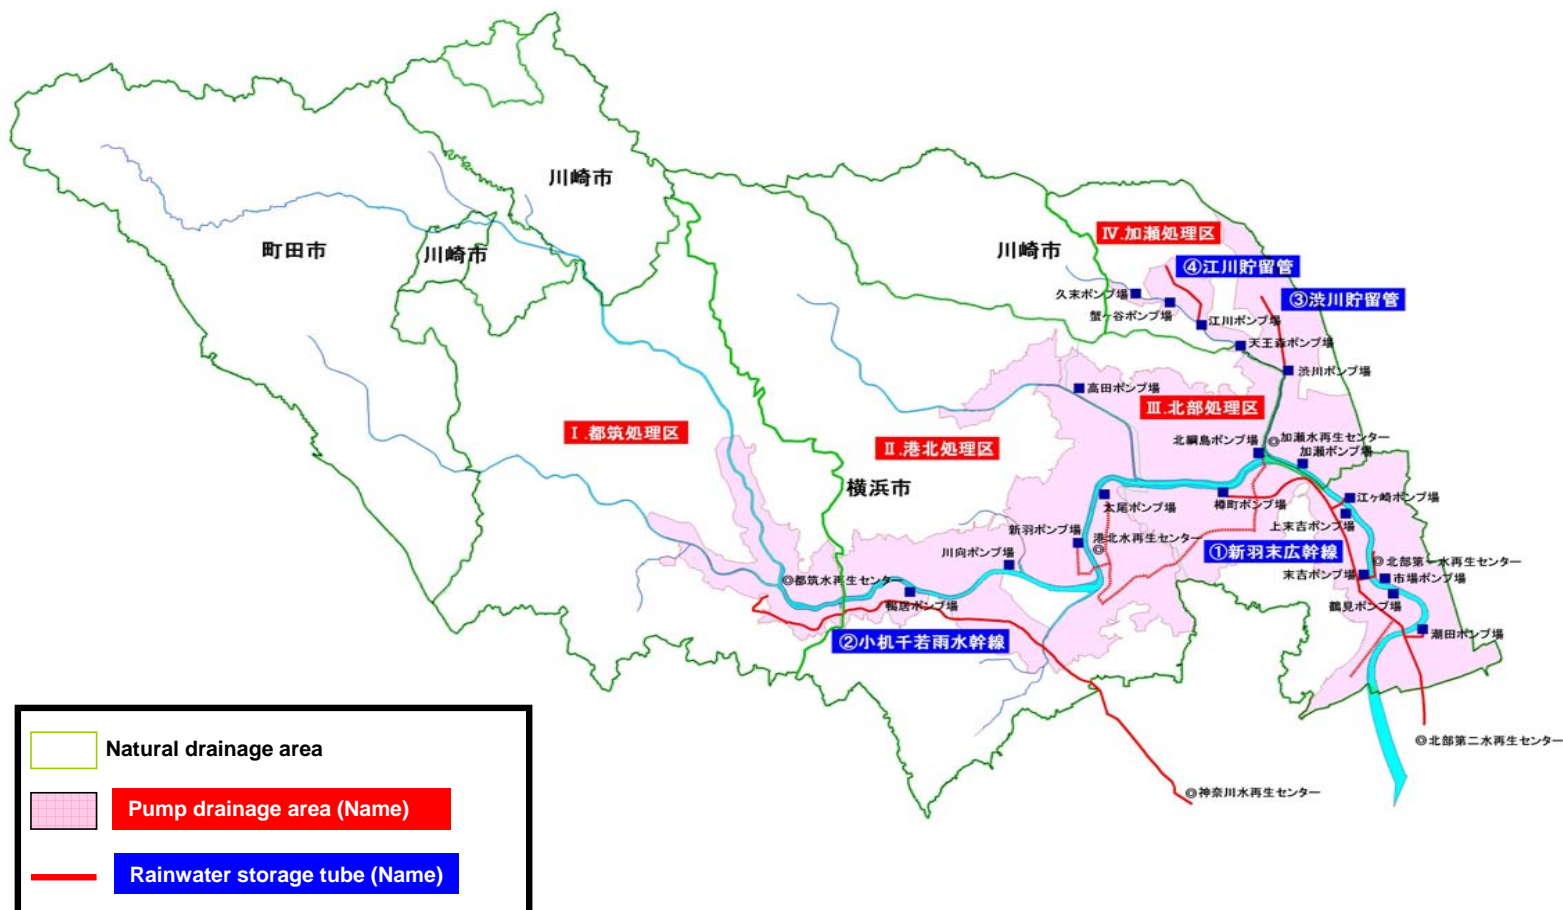 川崎市
Ⅳ.加瀬処理区
町田市
川崎市
川崎市
④江川貯留管
久末ポンプ場
③渋川貯留管
蟹ヶ谷ポンプ場
江川ポンプ場
天王森ポンプ場
渋川ポンプ場
高田ポンプ場
Ⅲ.北部処理区
Ⅰ.都筑処理区
Ⅱ.港北処理区
◎加瀬水再生センター
北綱島ポンプ場
加瀬ポンプ場
横浜市
江ヶ崎ポンプ場
太尾ポンプ場
樽町ポンプ場
上末吉ポンプ場
新羽ポンプ場
港北水再生センター
◎
川向ポンプ場
①新羽末広幹線
◎北部第一水再生センター
末吉ポンプ場
市場ポンプ場
◎都筑水再生センター
鴨居ポンプ場
鶴見ポンプ場
潮田ポンプ場
②小机千若雨水幹線
◎北部第二水再生センター
◎神奈川水再生センター
Natural drainage area
Pump drainage area (Name)
Rainwater storage tube (Name)